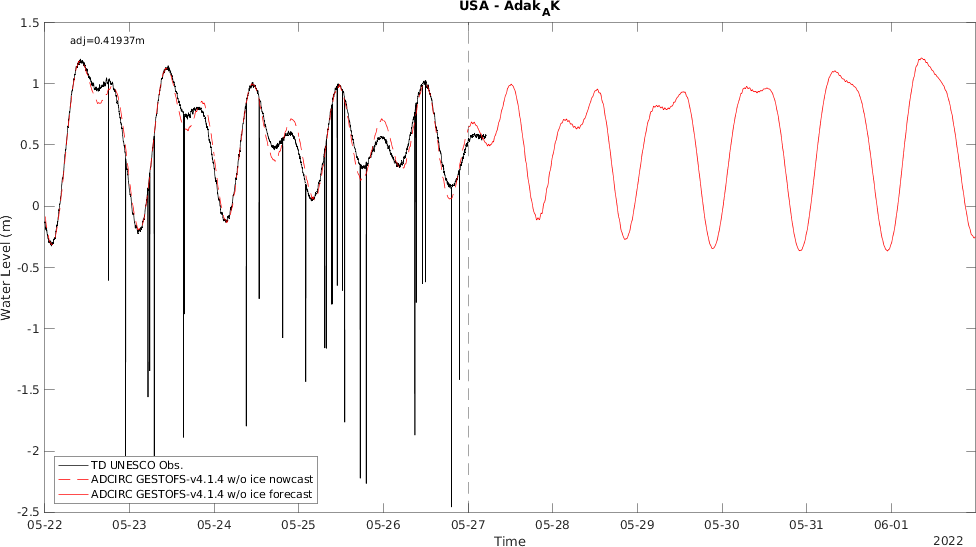 USA - Adak_AK
adj=0.41937m
1.5
1
0.5
0
-0.5
-1
-1.5
-2
-2.5
Water Level (m)
TD UNESCO Obs.
ADCIRC GESTOFS-v4.1.4 w/o ice nowcast
ADCIRC GESTOFS-v4.1.4 w/o ice forecast
05-22 05-23 05-24 05-25 05-26 05-27 05-28 05-29 05-30 05-31 06-01
Time
2022